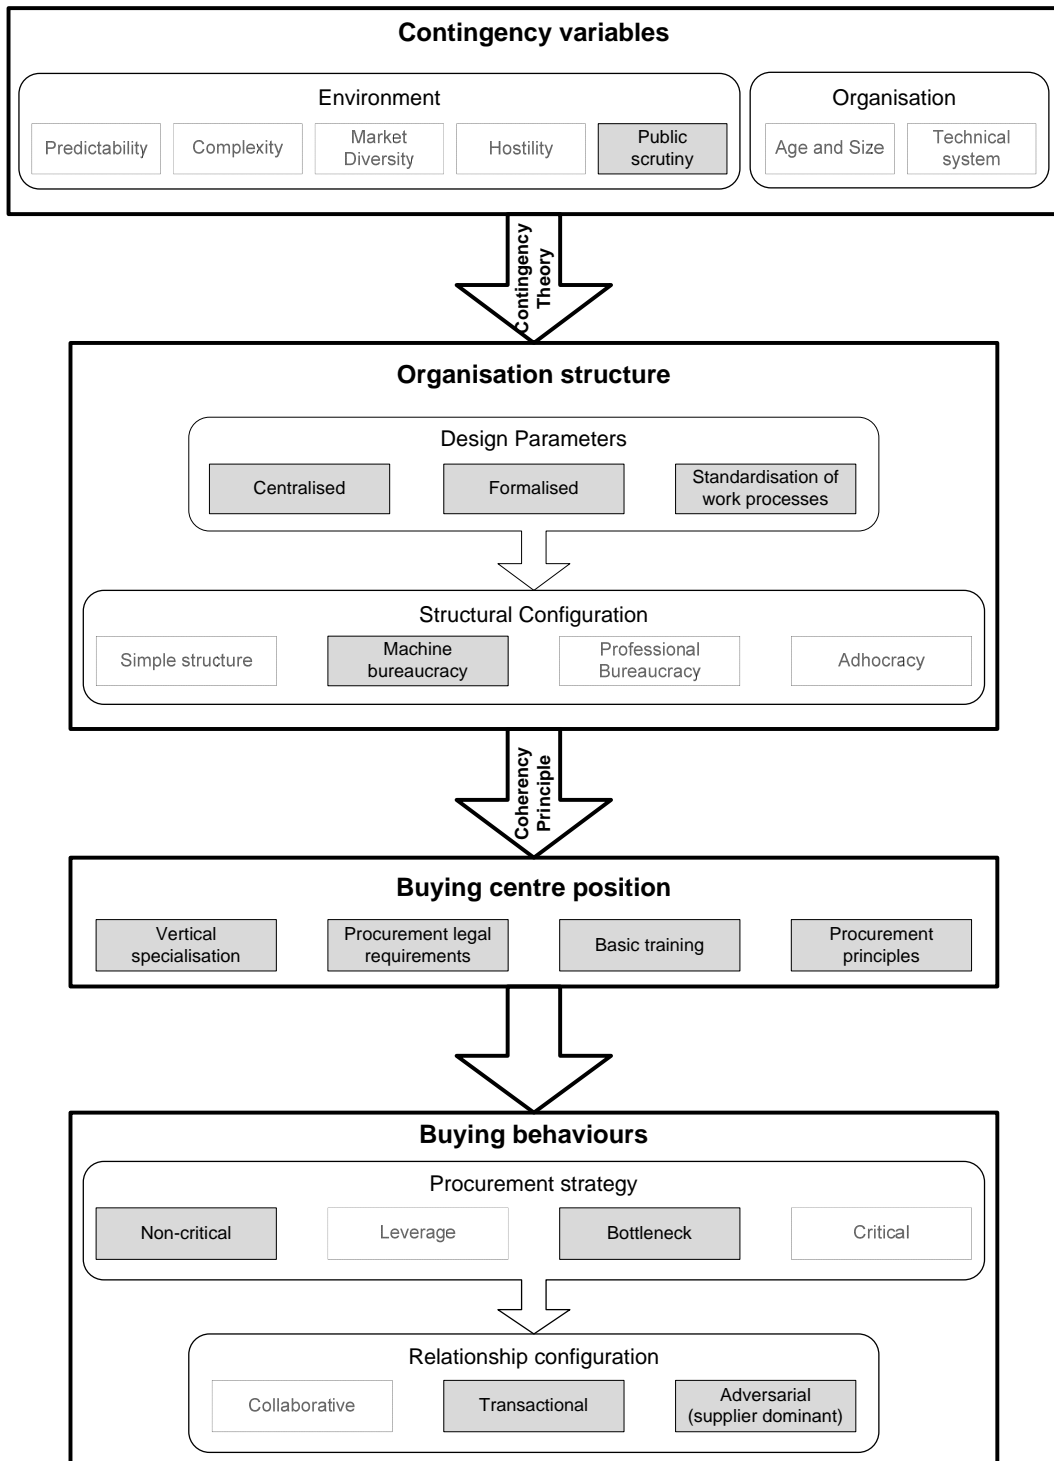 Contingency variables
Environment
Organisation
Predictability
Complexity
Market
Diversity
Hostility
Public
scrutiny
Age and Size
Technical
system
Contingency
Theory
Organisation structure
Design Parameters
Centralised
Formalised
Standardisation of
work processes
Structural Configuration
Simple structure
Machine
bureaucracy
Professional
Bureaucracy
Adhocracy
Coherency
Principle
Buying centre position
Vertical
specialisation
Procurement legal
requirements
Basic training
Procurement
principles
Buying behaviours
Procurement strategy
Non-critical
Leverage
Bottleneck
Critical
Relationship configuration
Collaborative
Transactional
Adversarial
(supplier dominant)